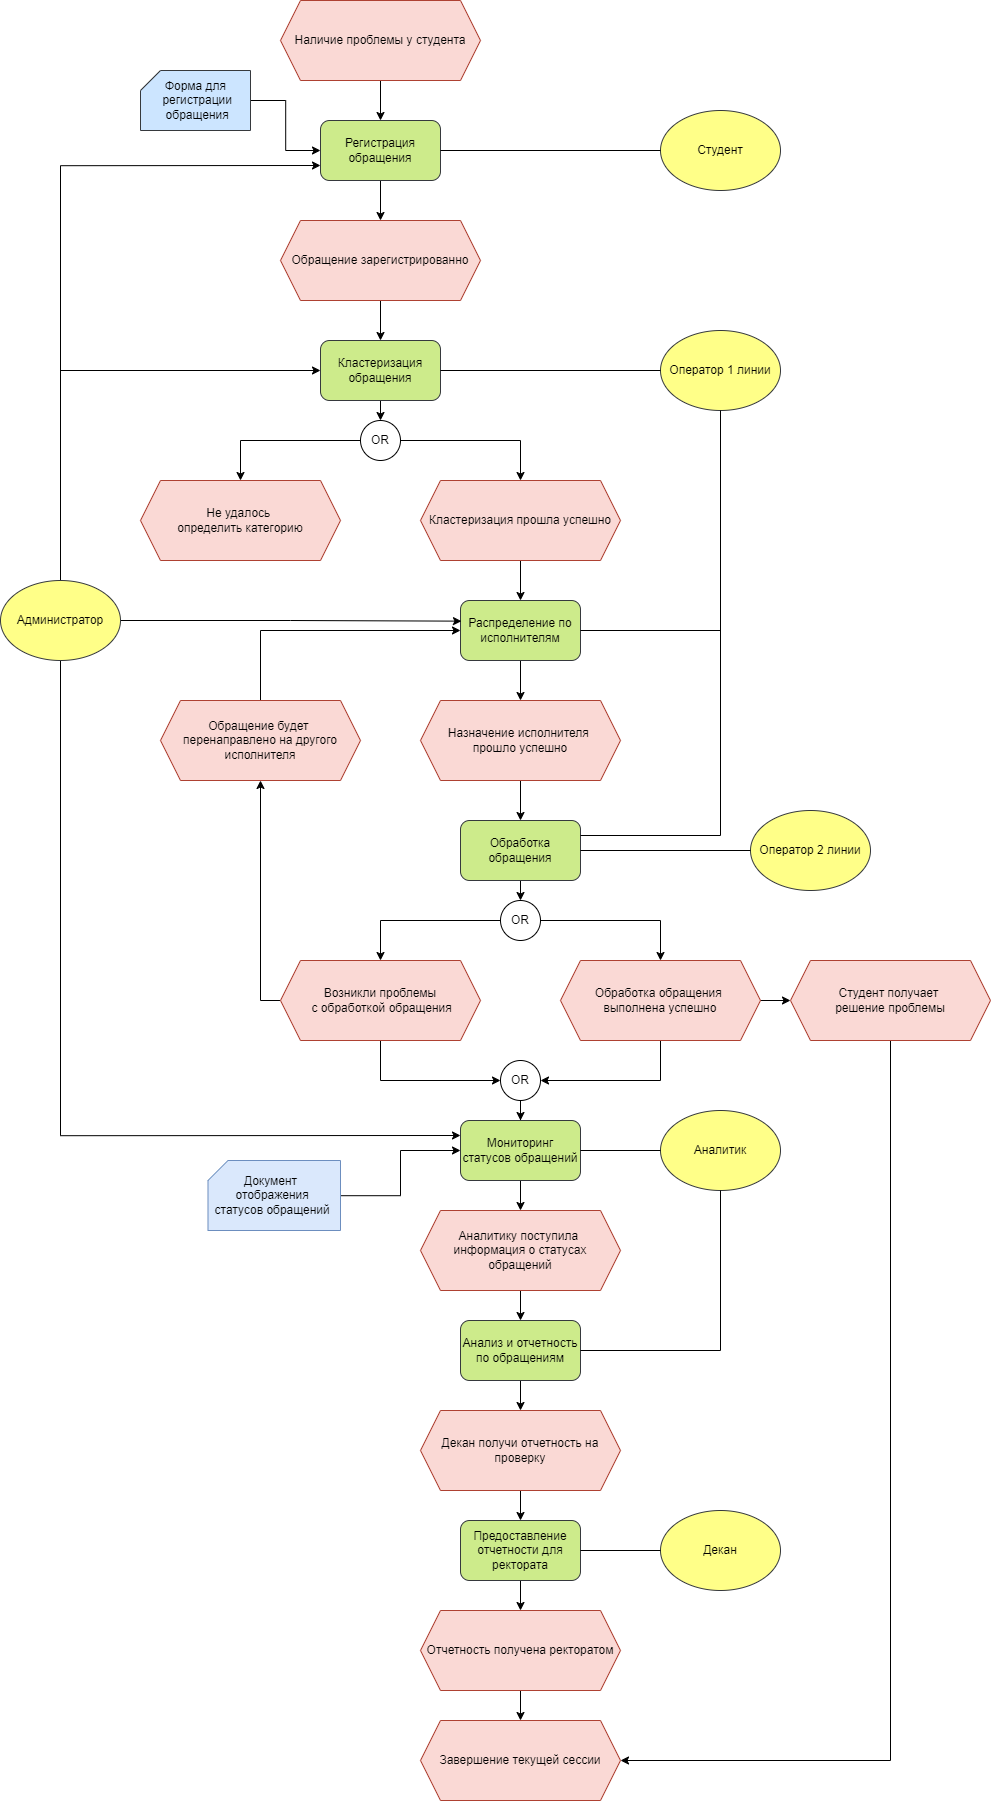 Наличие проблемы у студента
Форма для
регистрации
обращения
Регистрация
обращения
Студент
Обращение зарегистрированно
Кластеризация
обращения
Оператор 1 линии
OR
Не удалось
определить категорию
Кластеризация прошла успешно
Администратор
Распределение по
исполнителям
Обращение будет
перенаправлено на другого
исполнителя
Назначение исполнителя
прошло успешно
Обработка
обращения
Оператор 2 линии
OR
Возникли проблемы
с обработкой обращения
Обработка обращения
выполнена успешно
Студент получает
решение проблемы
OR
Мониторинг
статусов обращений
Аналитик
Документ
отображения
статусов обращений
Аналитику поступила
информация о статусах
обращений
Анализ и отчетность
по обращениям
Декан получи отчетность на
проверку
Предоставление
отчетности для
ректората
Декан
Отчетность получена ректоратом
Завершение текущей сессии